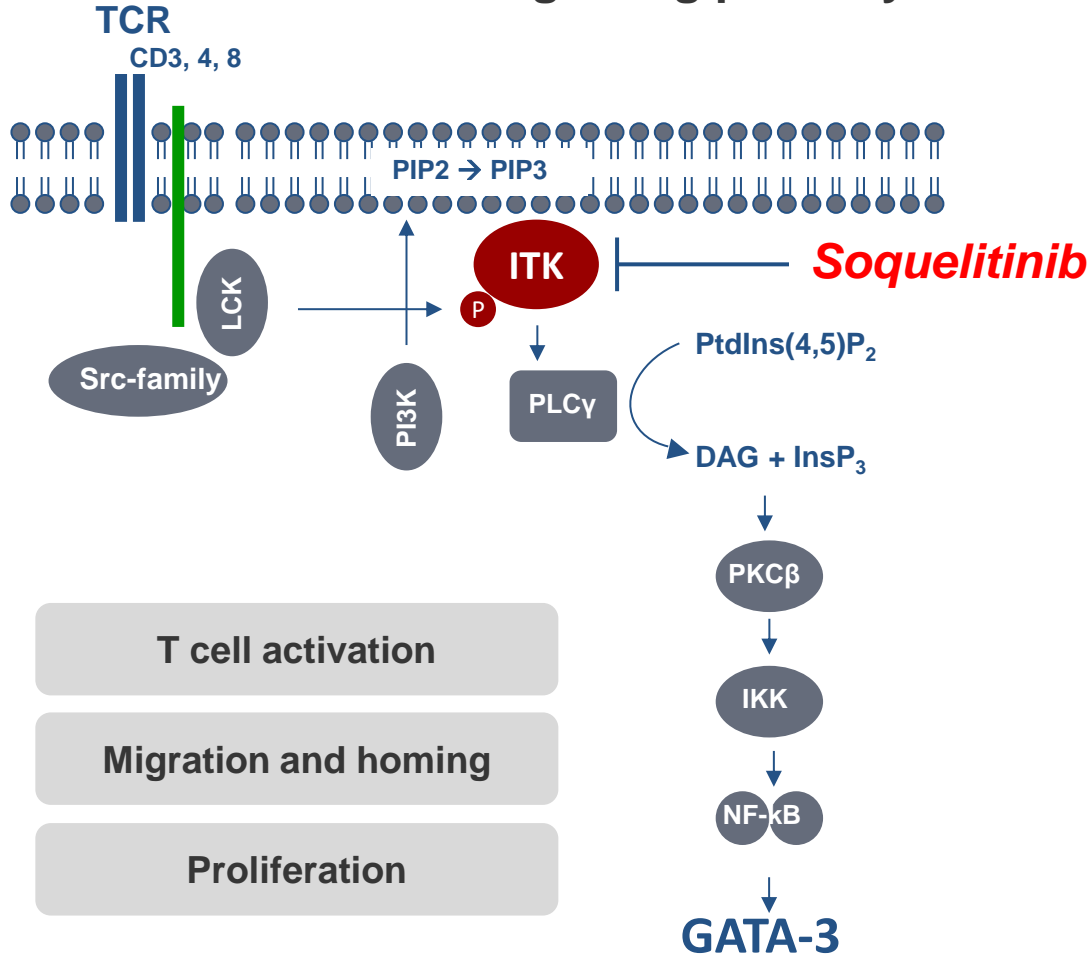 TCR
CD3, 4, 8
PIP2 → PIP3
ITK
P
Soquelitinib
LCK
Src-family
PI3K
PLCγ
PtdIns(4,5)P₂
DAG + InsP₃
PKCβ
IKK
NF-κB
GATA-3
T cell activation
Migration and homing
Proliferation